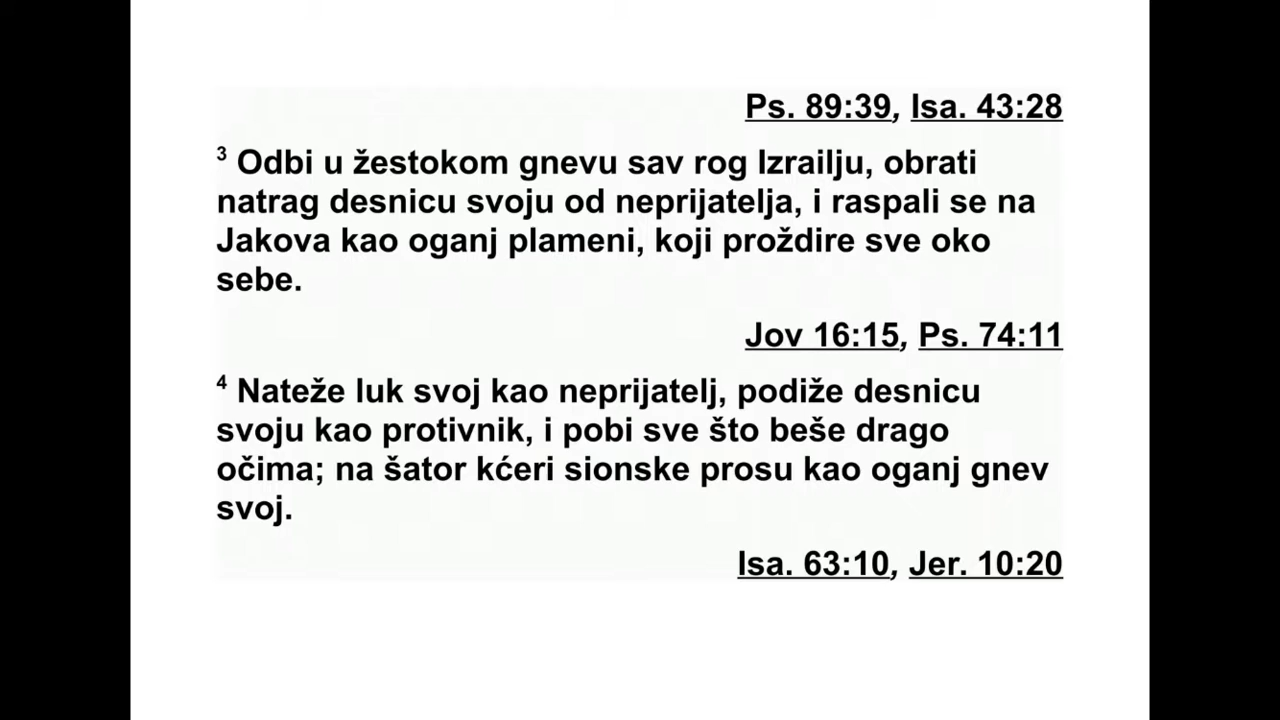 Ps. 89:39, Isa. 43:28
3 Odbi u žestokom gnevu sav rog Izrailju, obrati
natrag desnicu svoju od neprijatelja, i raspali se na
Jakova kao oganj plameni, koji proždire sve oko
sebe.
Jov 16:15, Ps. 74:11
4 Nateže luk svoj kao neprijatelj, podiže desnicu
svoju kao protivnik, i pobi sve što beše drago
očima; na šator kćeri sionske prosu kao oganj gnev
svoj.
Isa. 63:10, Jer. 10:20